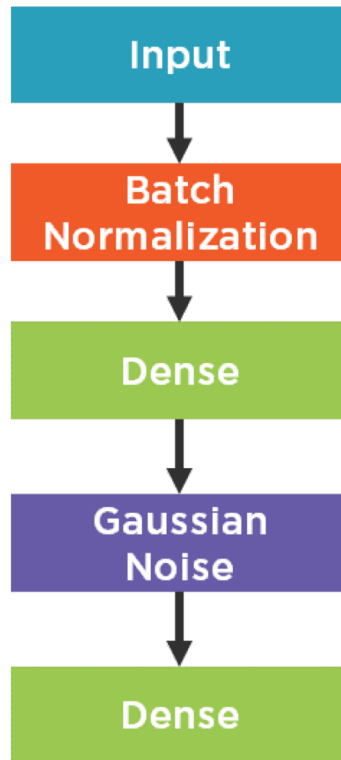 Input
Batch
Normalization
Dense
Gaussian
Noise
Dense